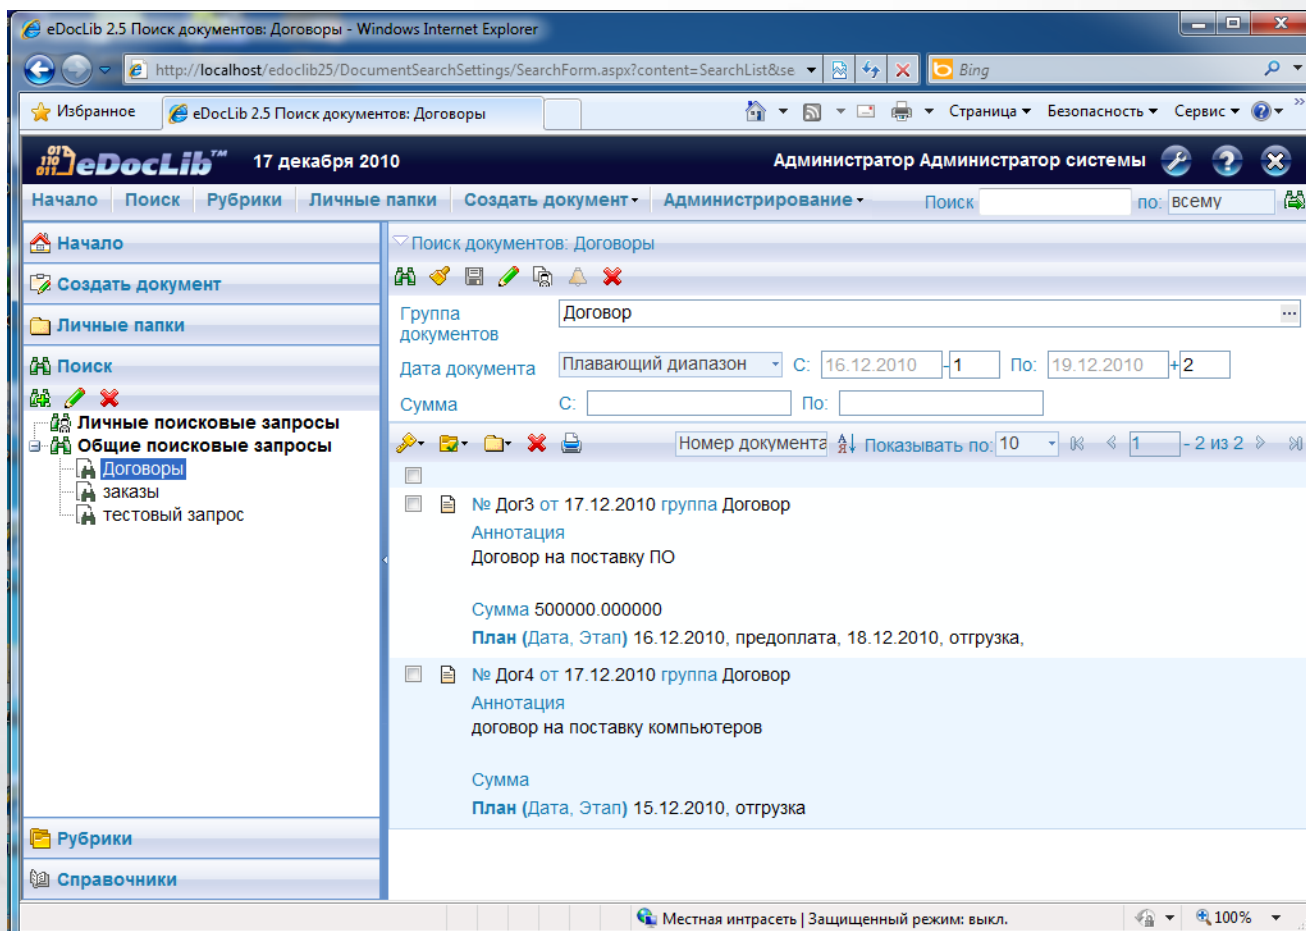 eDocLib 2.5 Поиск документов: Договоры - Windows Internet Explorer
http://localhost/edoclib25/DocumentSearchSettings/SearchForm.aspx?content=SearchList&se
Bing
Избранное
eDocLib 2.5 Поиск документов: Договоры
Страница
Безопасность
Сервис
eDocLib™ 17 декабря 2010 Администратор Администратор системы
Начало Поиск Рубрики Личные папки Создать документ Администрирование Поиск по: всему
Начало
Создать документ
Личные папки
Поиск
Личные поисковые запросы
Общие поисковые запросы
Договоры
заказы
тестовый запрос
Рубрики
Справочники
Поиск документов: Договоры
Группа документов Договор ...
Дата документа Плавающий диапазон С: 16.12.2010 -1 По: 19.12.2010 +2
Сумма С: По:
Номер документа Показывать по: 10 1 - 2 из 2
№ Дог3 от 17.12.2010 группа Договор
Аннотация
Договор на поставку ПО
Сумма 500000.000000
План (Дата, Этап) 16.12.2010, предоплата, 18.12.2010, отгрузка,
№ Дог4 от 17.12.2010 группа Договор
Аннотация
договор на поставку компьютеров
Сумма
План (Дата, Этап) 15.12.2010, отгрузка
Местная интрасеть | Защищенный режим: выкл.
100%